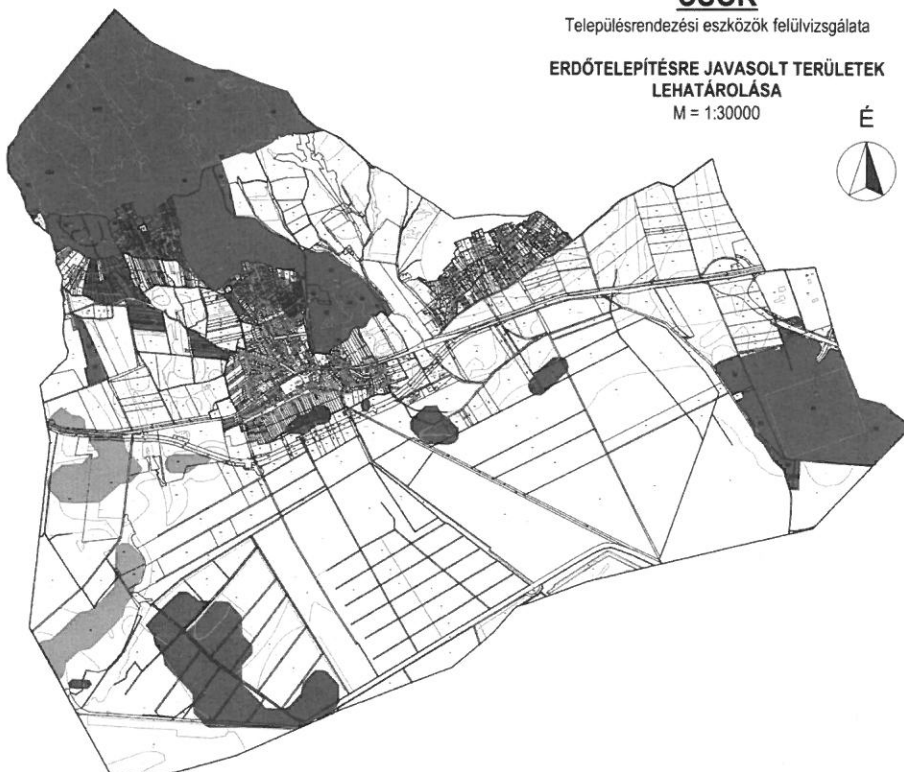 Településrendezési eszközök felülvizsgálata
ERDŐTELEPÍTÉSRE JAVASOLT TERÜLETEK
LEHATÁROLÁSA
M = 1:30000
É